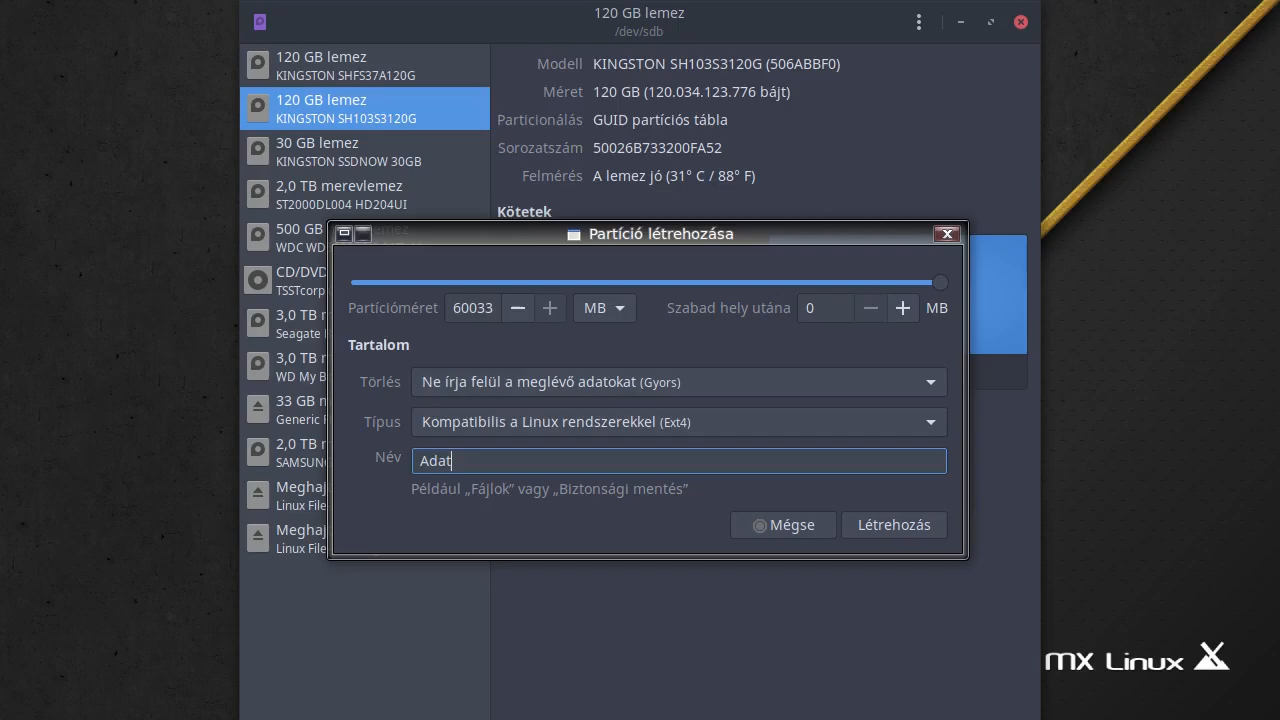 120 GB lemez
/dev/sdb
120 GB lemez
KINGSTON SHFS37A120G
120 GB lemez
KINGSTON SH103S3120G
30 GB lemez
KINGSTON SSDNOW 30GB
2,0 TB merevlemez
ST2000DL004 HD204UI
500 GB
WDC WD
CD/DVD
TSSTcorp
3,0 TB
Seagate
3,0 TB
WD My B
33 GB
Generic
2,0 TB
SAMSUN
Meghaj
Linux File
Meghaj
Linux File
Modell KINGSTON SH103S3120G (506ABBF0)
Méret 120 GB (120.034.123.776 bájt)
Particionálás GUID partíciós tábla
Sorozatszám 50026B733200FA52
Felmérés A lemez jó (31° C / 88° F)
Kötetek
Partíció létrehozása
Partícióméret 60033 MB Szabad hely utána 0 MB
Tartalom
Törlés Ne írja felül a meglévő adatokat (Gyors)
Típus Kompatibilis a Linux rendszerekkel (Ext4)
Név Adat
Például „Fájlok” vagy „Biztonsági mentés”
Mégse Létrehozás
MX Linux